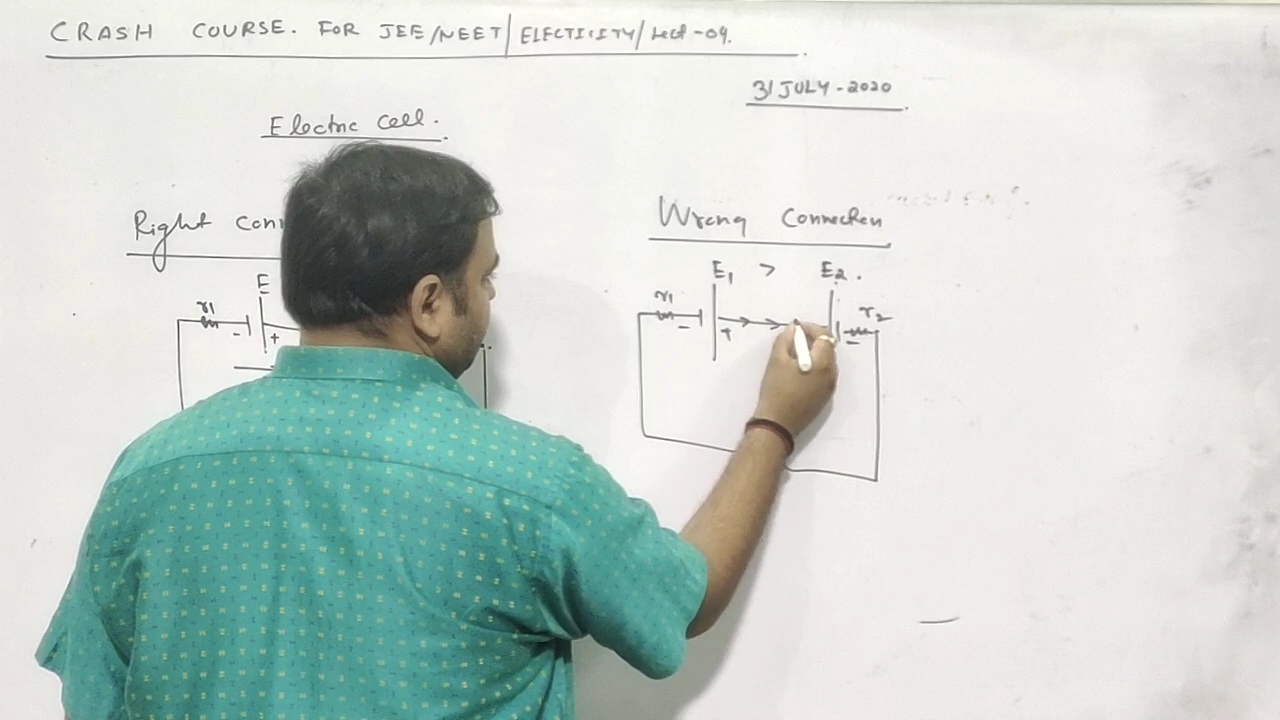 CRASH COURSE. FOR JEE/NEET/ELECTICITY/Lect-04.
31 JULY-2020
Electric Cell.
Right Conn
Wrong Connection
E
E1 > E2.
r1
- +
r1
- +
r2
-